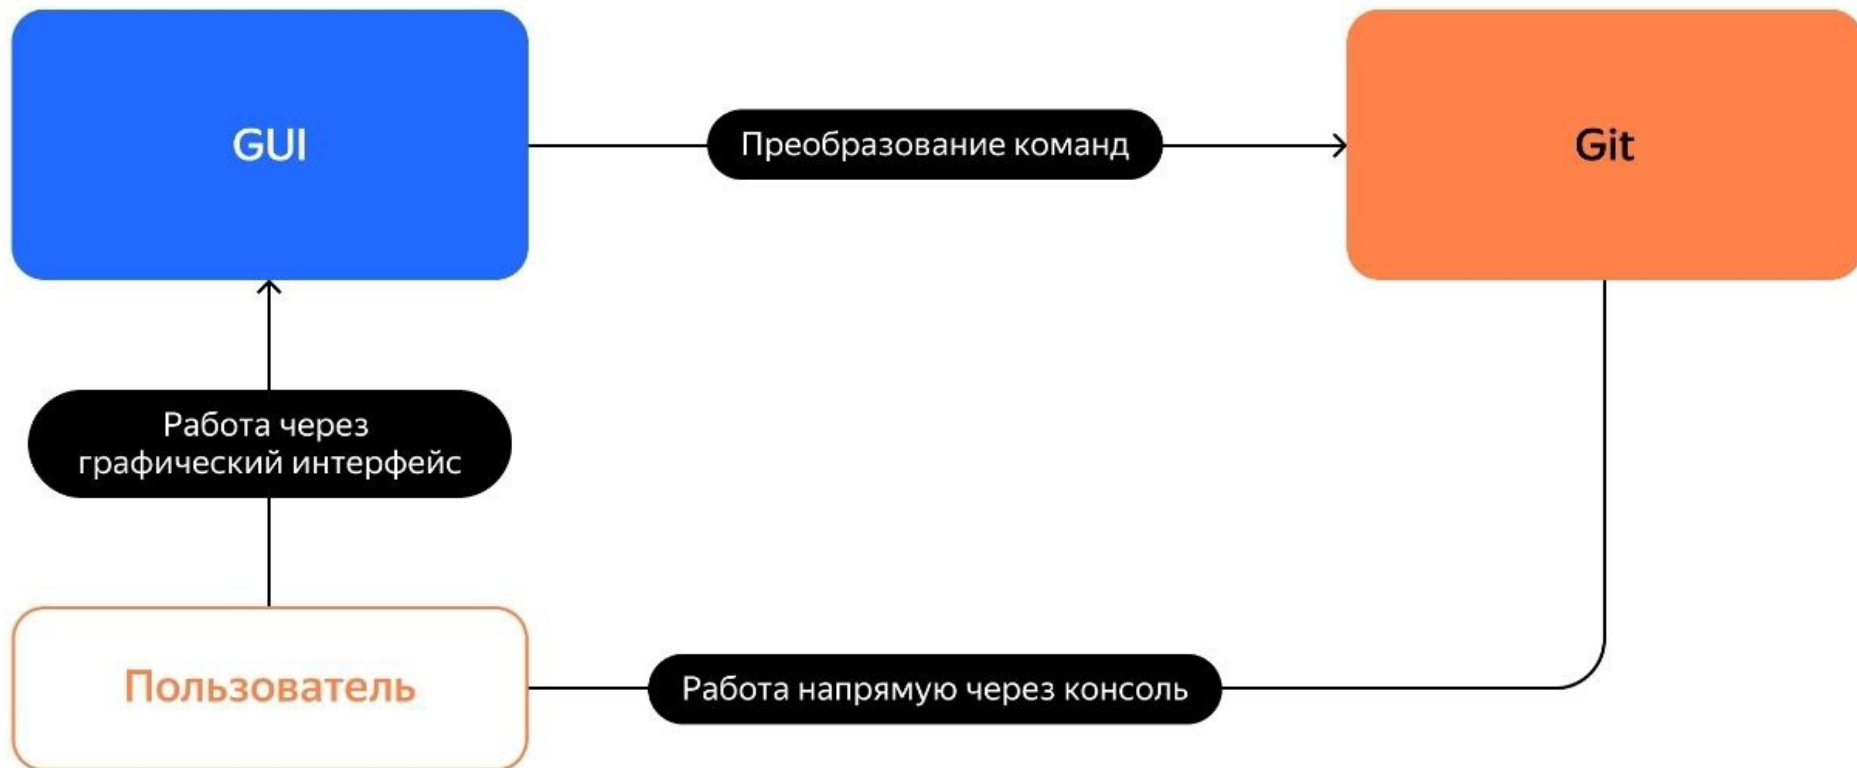 GUI
Преобразование команд
Git
Работа через
графический интерфейс
Пользователь
Работа напрямую через консоль